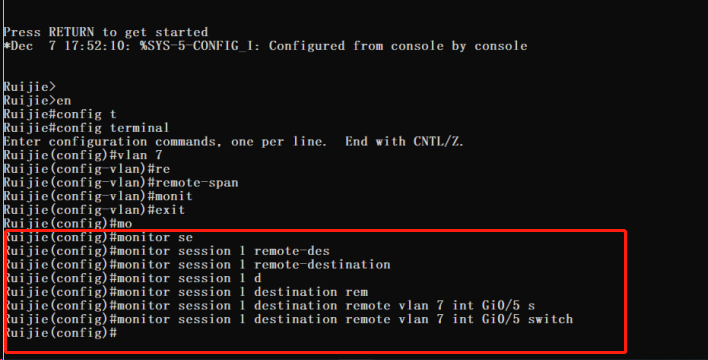 Press RETURN to get started
*Dec  7 17:52:10: %SYS-5-CONFIG_I: Configured from console by console
Ruijie>
Ruijie>en
Ruijie#config t
Ruijie#config terminal
Enter configuration commands, one per line.  End with CNTL/Z.
Ruijie(config)#vlan 7
Ruijie(config-vlan)#re
Ruijie(config-vlan)#remote-span
Ruijie(config-vlan)#monit
Ruijie(config-vlan)#exit
Ruijie(config)#mo
Ruijie(config)#monitor se
Ruijie(config)#monitor session 1 remote-des
Ruijie(config)#monitor session 1 remote-destination
Ruijie(config)#monitor session 1 d
Ruijie(config)#monitor session 1 destination rem
Ruijie(config)#monitor session 1 destination remote vlan 7 int Gi0/5 s
Ruijie(config)#monitor session 1 destination remote vlan 7 int Gi0/5 switch
Ruijie(config)#